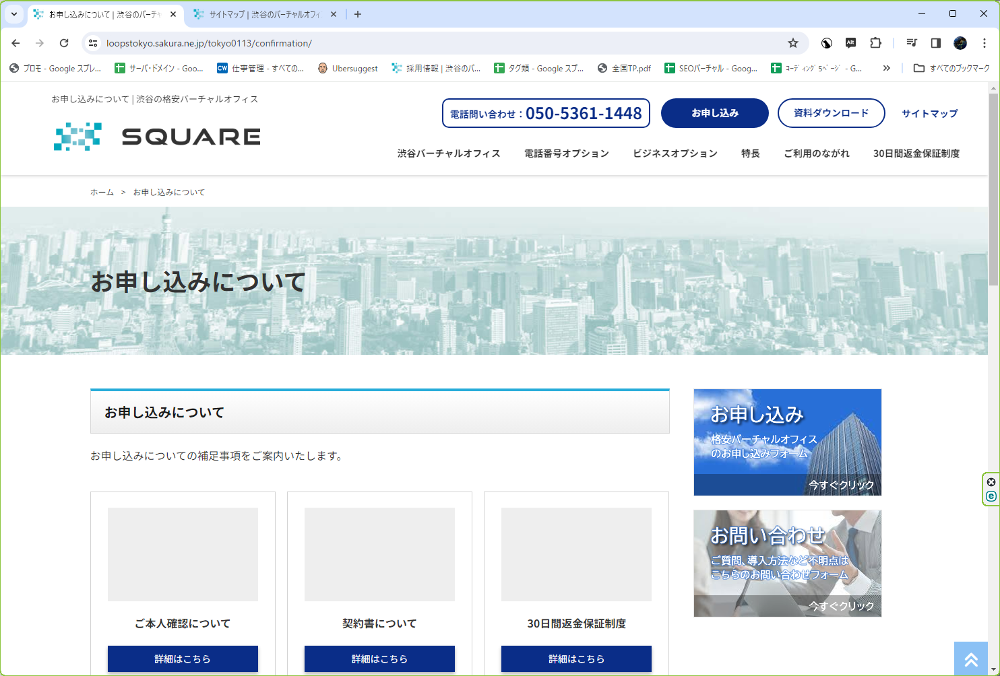 お申し込みについて | 渋谷のバーチャ
サイトマップ | 渋谷のバーチャルオフィ
loopstokyo.sakura.ne.jp/tokyo0113/confirmation/
プロモ - Google スプレ...
サーバ・ドメイン - Goo...
CW 仕事管理 - すべての...
Ubersuggest
採用情報 | 渋谷のバ...
タグ類 - Google スプ...
全国TP.pdf
SEOバーチャル - Goog...
ｺｰﾃﾞｨﾝｸﾞ 5ﾍﾟｰｼﾞ - G...
すべてのブックマーク
お申し込みについて | 渋谷の格安バーチャルオフィス
SQUARE
電話問い合わせ：050-5361-1448
お申し込み
資料ダウンロード
サイトマップ
渋谷バーチャルオフィス
電話番号オプション
ビジネスオプション
特長
ご利用のながれ
30日間返金保証制度
ホーム > お申し込みについて
お申し込みについて
お申し込みについて
お申し込みについての補足事項をご案内いたします。
ご本人確認について
詳細はこちら
契約書について
詳細はこちら
30日間返金保証制度
詳細はこちら
お申し込み
格安バーチャルオフィス
のお申し込みフォーム
今すぐクリック
お問い合わせ
ご質問、導入方法など不明点は
こちらのお問い合わせフォーム
今すぐクリック